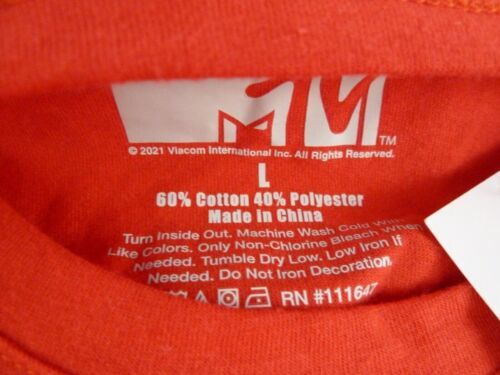 MTV TM
© 2021 Viacom International Inc. All Rights Reserved.
L
60% Cotton 40% Polyester
Made in China
Turn Inside Out. Machine Wash Cold With
Like Colors. Only Non-Chlorine Bleach When
Needed. Tumble Dry Low. Low Iron If
Needed. Do Not Iron Decoration.
RN #111647